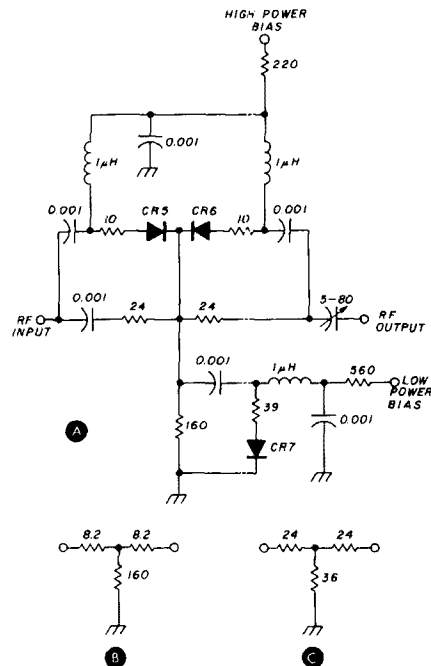 HIGH POWER
BIAS
220
0.001
1μH
1μH
0.001
10
CR5
CR6
10
0.001
0.001
24
24
5-80
RF
INPUT
RF
OUTPUT
0.001
1μH
560
LOW
POWER
BIAS
39
160
0.001
CR7
A
8.2
8.2
160
B
24
24
36
C